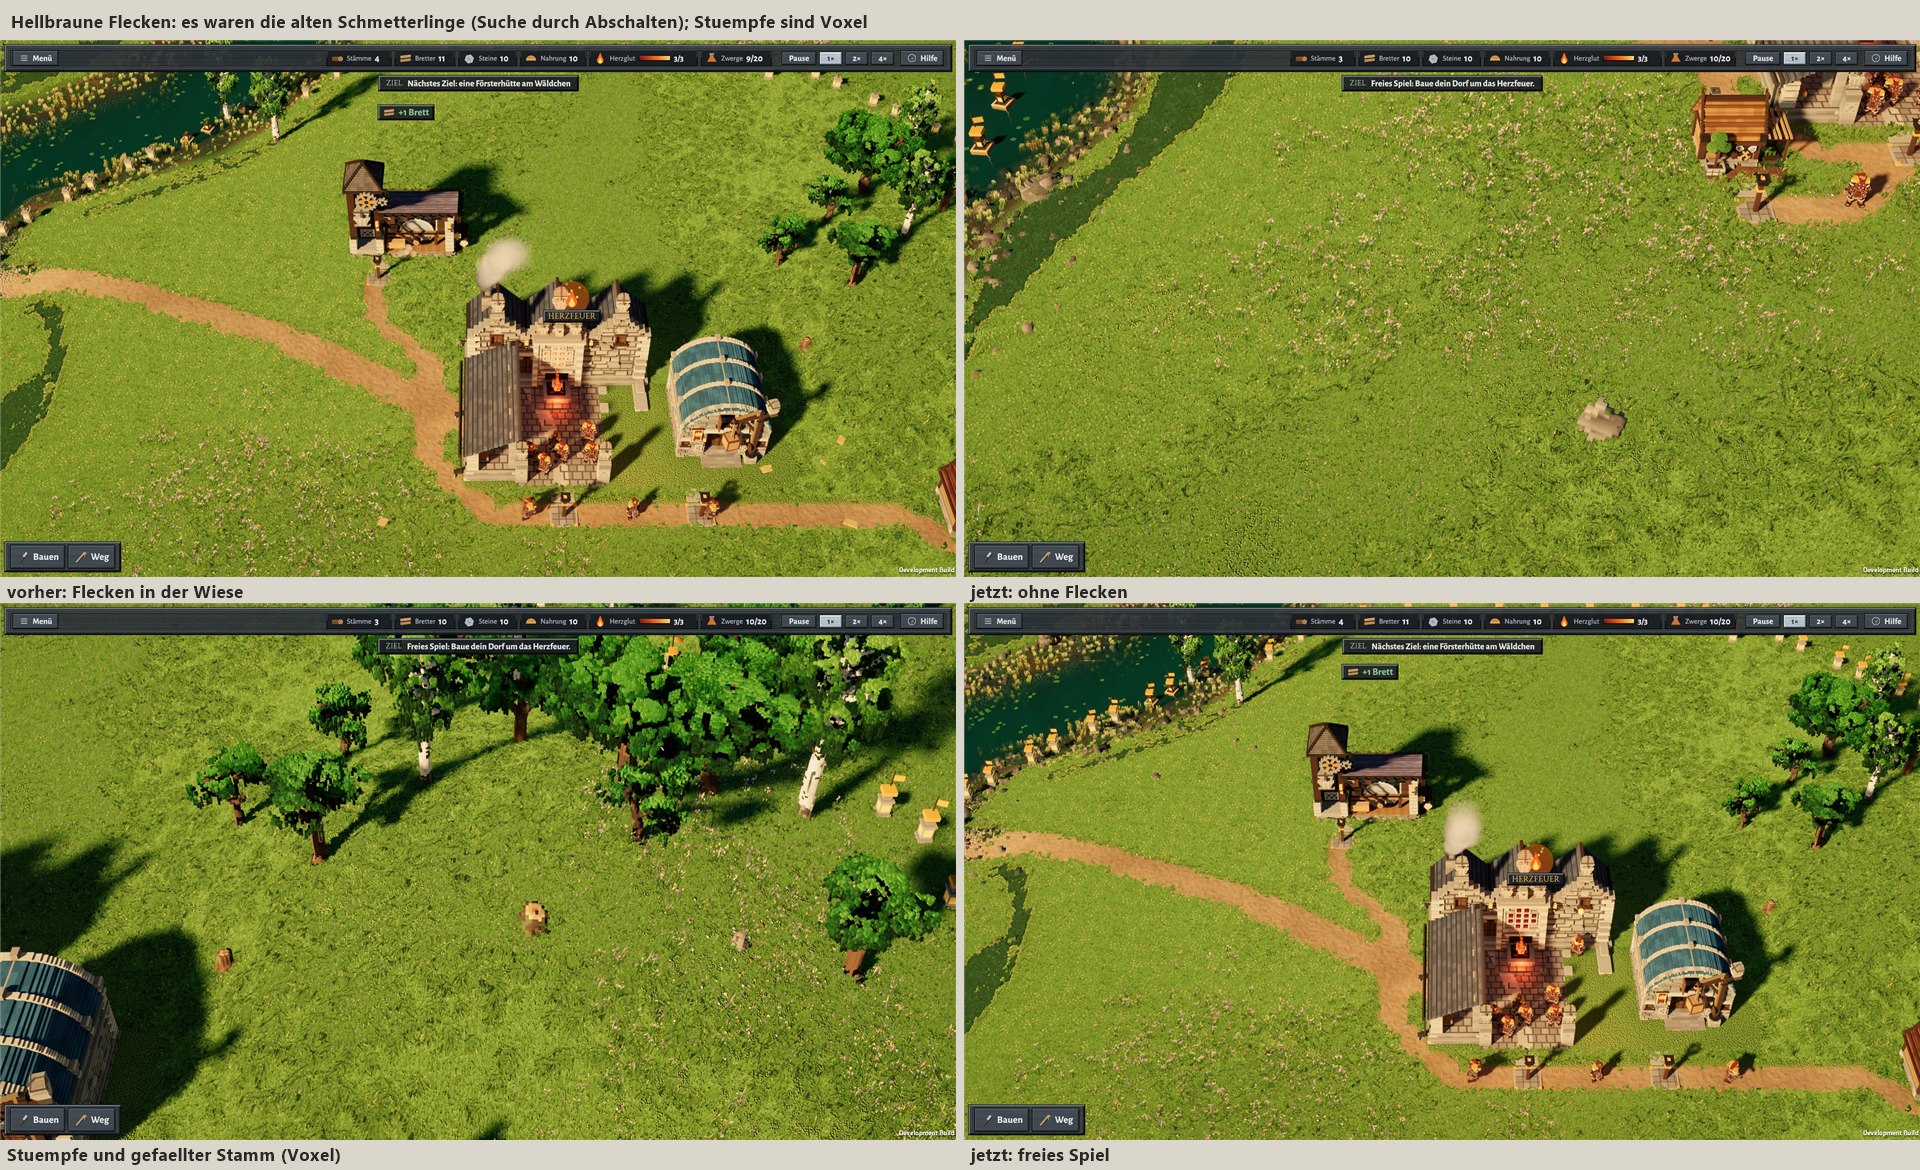 Hellbraune Flecken: es waren die alten Schmetterlinge (Suche durch Abschalten); Stuempfe sind Voxel
Menü
Stämme 4
Bretter 11
Steine 10
Nahrung 10
Herzglut 3/3
Zwerge 9/20
Pause
1×
2×
4×
Hilfe
ZIEL Nächstes Ziel: eine Försterhütte am Wäldchen
+1 Brett
HERZFEUER
Bauen
Weg
Development Build
vorher: Flecken in der Wiese
Menü
Stämme 3
Bretter 10
Steine 10
Nahrung 10
Herzglut 3/3
Zwerge 10/20
Pause
1×
2×
4×
Hilfe
ZIEL Freies Spiel: Baue dein Dorf um das Herzfeuer.
Bauen
Weg
Development Build
jetzt: ohne Flecken
Menü
Stämme 3
Bretter 10
Steine 10
Nahrung 10
Herzglut 3/3
Zwerge 10/20
Pause
1×
2×
4×
Hilfe
ZIEL Freies Spiel: Baue dein Dorf um das Herzfeuer.
Bauen
Weg
Development Build
Stuempfe und gefaellter Stamm (Voxel)
Menü
Stämme 4
Bretter 11
Steine 10
Nahrung 10
Herzglut 3/3
Zwerge 10/20
Pause
1×
2×
4×
Hilfe
ZIEL Nächstes Ziel: eine Försterhütte am Wäldchen
+1 Brett
HERZFEUER
Bauen
Weg
Development Build
jetzt: freies Spiel